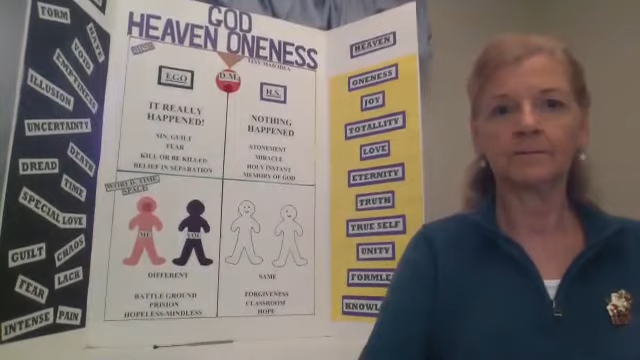 FORM
HATE
VOID
EMPTINESS
ILLUSION
UNCERTAINTY
DEATH
DREAD
TIME
SPECIAL LOVE
CHAOS
GUILT
LACK
FEAR
INTENSE PAIN
GOD
HEAVEN ONENESS
TINY MAD IDEA
EGO
D.M.
H.S.
IT REALLY
HAPPENED!
SIN, GUILT
FEAR
KILL OR BE KILLED
BELIEF IN SEPARATION
NOTHING
HAPPENED
ATONEMENT
MIRACLE
HOLY INSTANT
MEMORY OF GOD
WORLD, TIME
SPACE
ME
YOU
DIFFERENT
BATTLE GROUND
PRISION
HOPELESS-MINDLESS
SAME
FORGIVENESS
CLASSROOM
HOPE
HEAVEN
ONENESS
JOY
TOTALLITY
LOVE
ETERNITY
TRUTH
TRUE SELF
UNITY